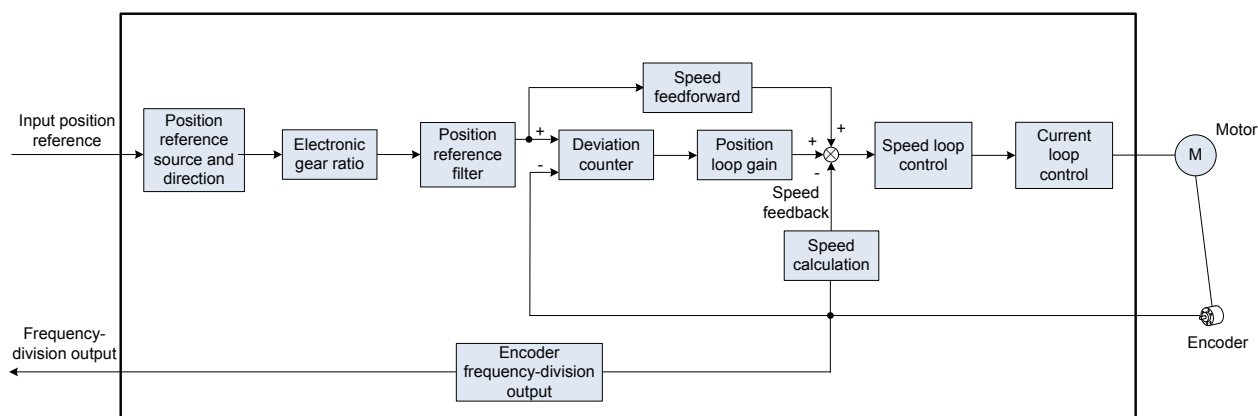 Input position
reference
Position
reference
source and
direction
Electronic
gear ratio
Position
reference
filter
+
-
Speed
feedforward
Deviation
counter
Position
loop gain
+
+
-
Speed
feedback
Speed
calculation
Speed loop
control
Current
loop
control
Motor
M
Encoder
Frequency-
division output
Encoder
frequency-division
output